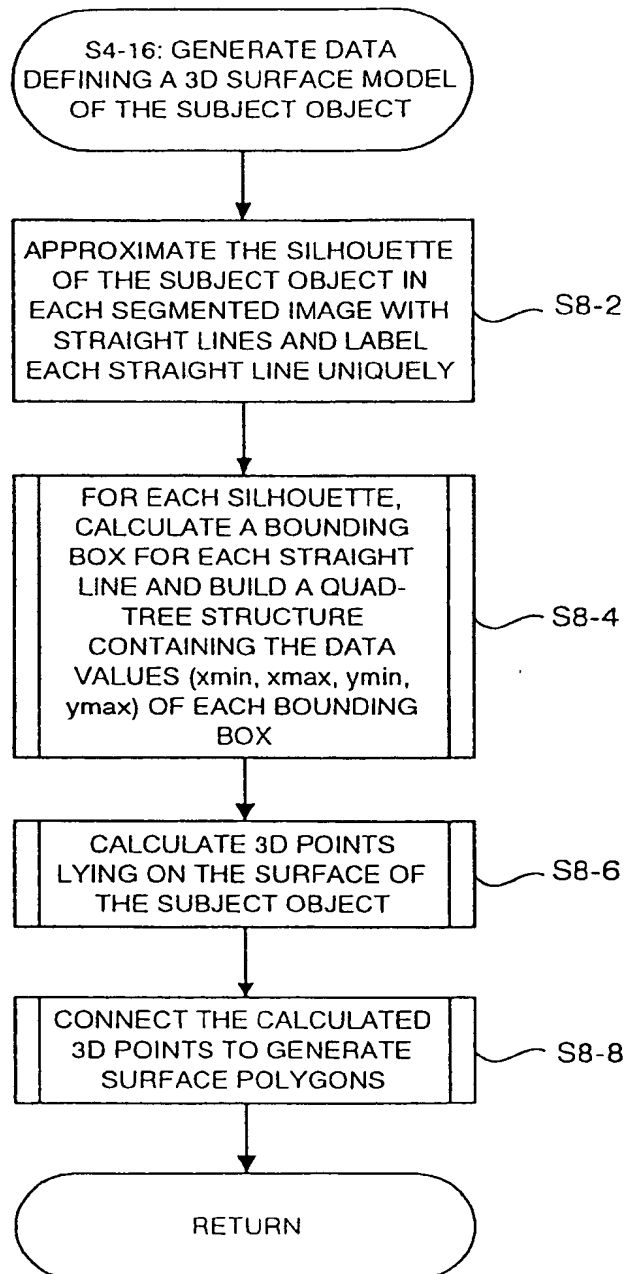 S4-16: GENERATE DATA
DEFINING A 3D SURFACE MODEL
OF THE SUBJECT OBJECT
APPROXIMATE THE SILHOUETTE
OF THE SUBJECT OBJECT IN
EACH SEGMENTED IMAGE WITH
STRAIGHT LINES AND LABEL
EACH STRAIGHT LINE UNIQUELY
S8-2
FOR EACH SILHOUETTE,
CALCULATE A BOUNDING
BOX FOR EACH STRAIGHT
LINE AND BUILD A QUAD-
TREE STRUCTURE
CONTAINING THE DATA
VALUES (xmin, xmax, ymin,
ymax) OF EACH BOUNDING
BOX
S8-4
CALCULATE 3D POINTS
LYING ON THE SURFACE OF
THE SUBJECT OBJECT
S8-6
CONNECT THE CALCULATED
3D POINTS TO GENERATE
SURFACE POLYGONS
S8-8
RETURN